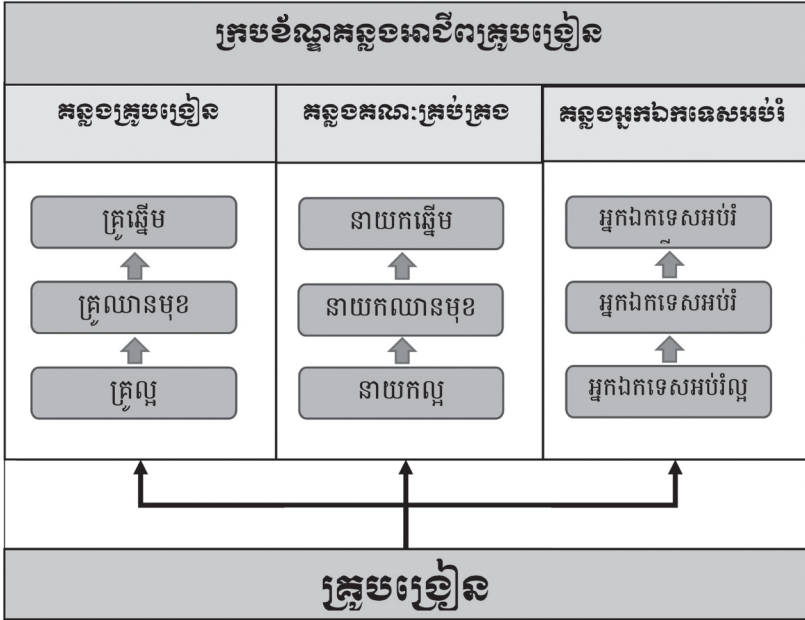 ក្របខ័ណ្ឌគន្លងអាជីពគ្រូបង្រៀន
គន្លងគ្រូបង្រៀន
គន្លងគណៈគ្រប់គ្រង
គន្លងអ្នកឯកទេសអប់រំ
គ្រូឆ្នើម
គ្រូឈានមុខ
គ្រូល្អ
នាយកឆ្នើម
នាយកឈានមុខ
នាយកល្អ
អ្នកឯកទេសអប់រំ
អ្នកឯកទេសអប់រំ
អ្នកឯកទេសអប់រំល្អ
គ្រូបង្រៀន